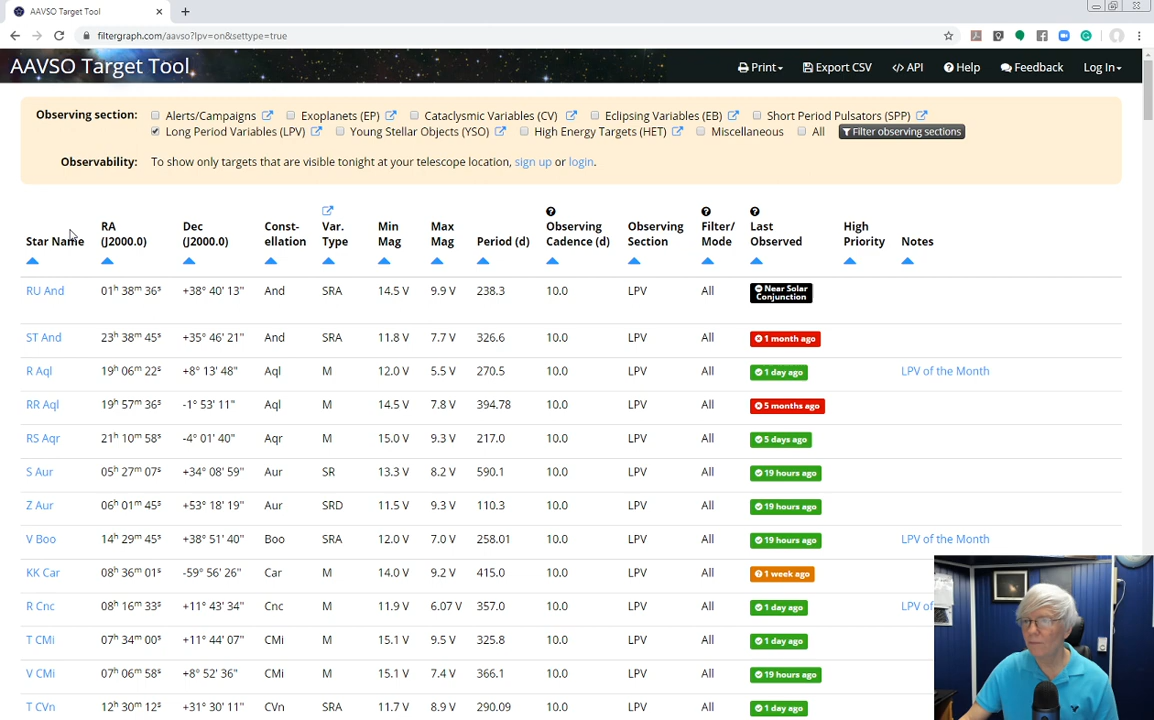 AAVSO Target Tool
filtergraph.com/aavso?lpv=on&settype=true
AAVSO Target Tool Print Export CSV </> API Help Feedback Log In
Observing section: Alerts/Campaigns Exoplanets (EP) Cataclysmic Variables (CV) Eclipsing Variables (EB) Short Period Pulsators (SPP)
Long Period Variables (LPV) Young Stellar Objects (YSO) High Energy Targets (HET) Miscellaneous All Filter observing sections
Observability: To show only targets that are visible tonight at your telescope location, sign up or login.
Star Name RA (J2000.0) Dec (J2000.0) Const-ellation Var. Type Min Mag Max Mag Period (d) Observing Cadence (d) Observing Section Filter/Mode Last Observed High Priority Notes
RU And 01h 38m 36s +38° 40' 13" And SRA 14.5 V 9.9 V 238.3 10.0 LPV All Near Solar Conjunction
ST And 23h 38m 45s +35° 46' 21" And SRA 11.8 V 7.7 V 326.6 10.0 LPV All 1 month ago
R Aql 19h 06m 22s +8° 13' 48" Aql M 12.0 V 5.5 V 270.5 10.0 LPV All 1 day ago LPV of the Month
RR Aql 19h 57m 36s -1° 53' 11" Aql M 14.5 V 7.8 V 394.78 10.0 LPV All 5 months ago
RS Aqr 21h 10m 58s -4° 01' 40" Aqr M 15.0 V 9.3 V 217.0 10.0 LPV All 5 days ago
S Aur 05h 27m 07s +34° 08' 59" Aur SR 13.3 V 8.2 V 590.1 10.0 LPV All 19 hours ago
Z Aur 06h 01m 45s +53° 18' 19" Aur SRD 11.5 V 9.3 V 110.3 10.0 LPV All 19 hours ago
V Boo 14h 29m 45s +38° 51' 40" Boo SRA 12.0 V 7.0 V 258.01 10.0 LPV All 19 hours ago LPV of the Month
KK Car 08h 36m 01s -59° 56' 26" Car M 14.0 V 9.2 V 415.0 10.0 LPV All 1 week ago
R Cnc 08h 16m 33s +11° 43' 34" Cnc M 11.9 V 6.07 V 357.0 10.0 LPV All 1 day ago LPV of
T CMi 07h 34m 00s +11° 44' 07" CMi M 15.1 V 9.5 V 325.8 10.0 LPV All 1 day ago
V CMi 07h 06m 58s +8° 52' 36" CMi M 15.1 V 7.4 V 366.1 10.0 LPV All 19 hours ago
T CVn 12h 30m 12s +31° 30' 11" CVn SRA 11.7 V 8.9 V 290.09 10.0 LPV All 1 day ago